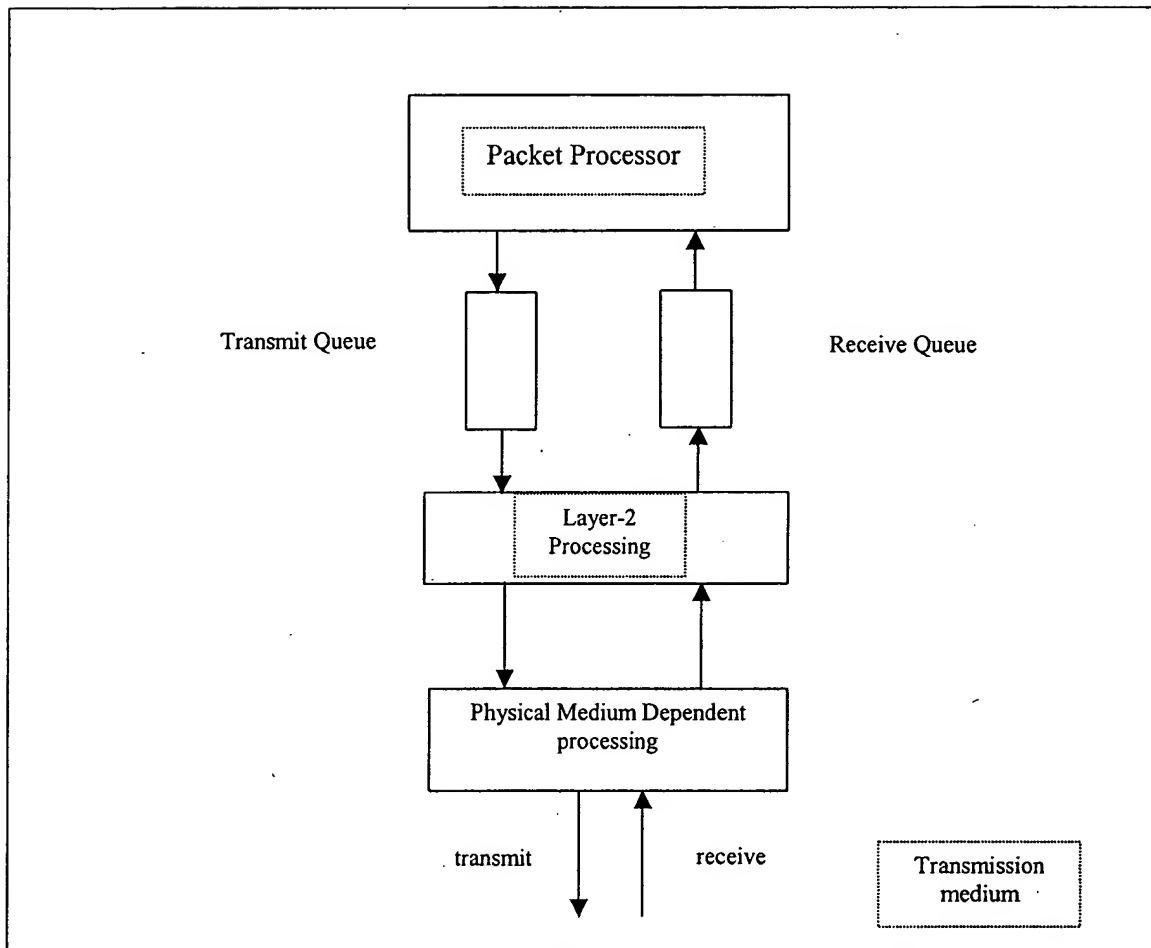 Packet Processor
Transmit Queue
Receive Queue
Layer-2
Processing
Physical Medium Dependent
processing
transmit
receive
Transmission
medium